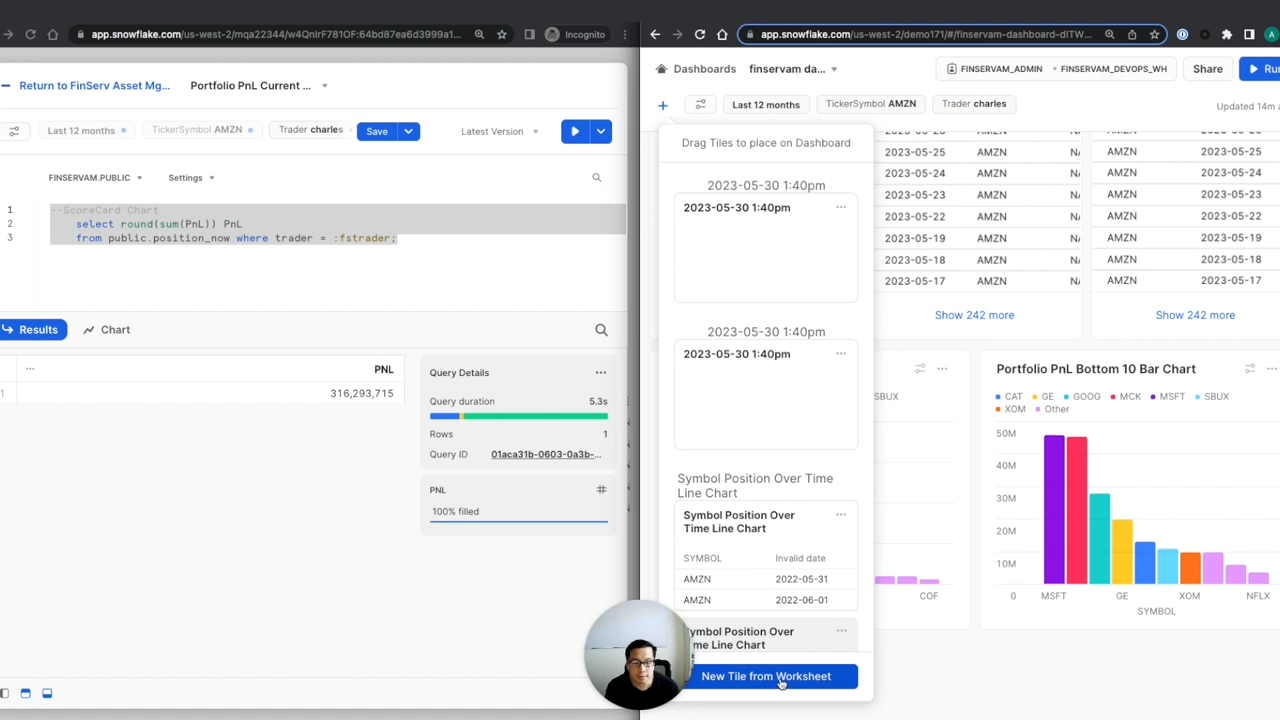 app.snowflake.com/us-west-2/mqa22344/w4QnIrF781OF:64bd87ea6d3999a1...
Incognito
Return to FinServ Asset Mg...
Portfolio PnL Current ...
Last 12 months
TickerSymbol AMZN
Trader charles
Save
Latest Version
FINSERVAM.PUBLIC
Settings
1 --ScoreCard Chart
2 select round(sum(PnL)) PnL
3 from public.position_now where trader = :fstrader;
Results
Chart
... PNL
1 316,293,715
Query Details ...
Query duration 5.3s
Rows 1
Query ID 01aca31b-0603-0a3b-...
PNL #
100% filled
app.snowflake.com/us-west-2/demo171/#/finservam-dashboard-dITW...
A
Dashboards
finservam da...
FINSERVAM_ADMIN • FINSERVAM_DEVOPS_WH
Share
Run
+
Last 12 months
TickerSymbol AMZN
Trader charles
Updated 14m a
Drag Tiles to place on Dashboard
2023-05-30 1:40pm
2023-05-30 1:40pm ...
2023-05-30 1:40pm
2023-05-30 1:40pm ...
Symbol Position Over Time
Line Chart
Symbol Position Over
Time Line Chart ...
SYMBOL Invalid date
AMZN 2022-05-31
AMZN 2022-06-01
ymbol Position Over
me Line Chart ...
New Tile from Worksheet
2023-05-25 AMZN
2023-05-24 AMZN
2023-05-23 AMZN
2023-05-22 AMZN
2023-05-19 AMZN
2023-05-18 AMZN
2023-05-17 AMZN
Show 242 more
AMZN 2023-05-25
AMZN 2023-05-24
AMZN 2023-05-23
AMZN 2023-05-22
AMZN 2023-05-19
AMZN 2023-05-18
AMZN 2023-05-17
Show 242 more
SBUX
COF
Portfolio PnL Bottom 10 Bar Chart
CAT GE GOOG MCK MSFT SBUX
XOM Other
50M
40M
30M
20M
10M
0
MSFT GE XOM NFLX
SYMBOL